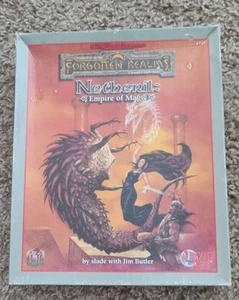 FORGOTTEN REALMS
Netheril:
Empire of Magic
by slade with Jim Butler